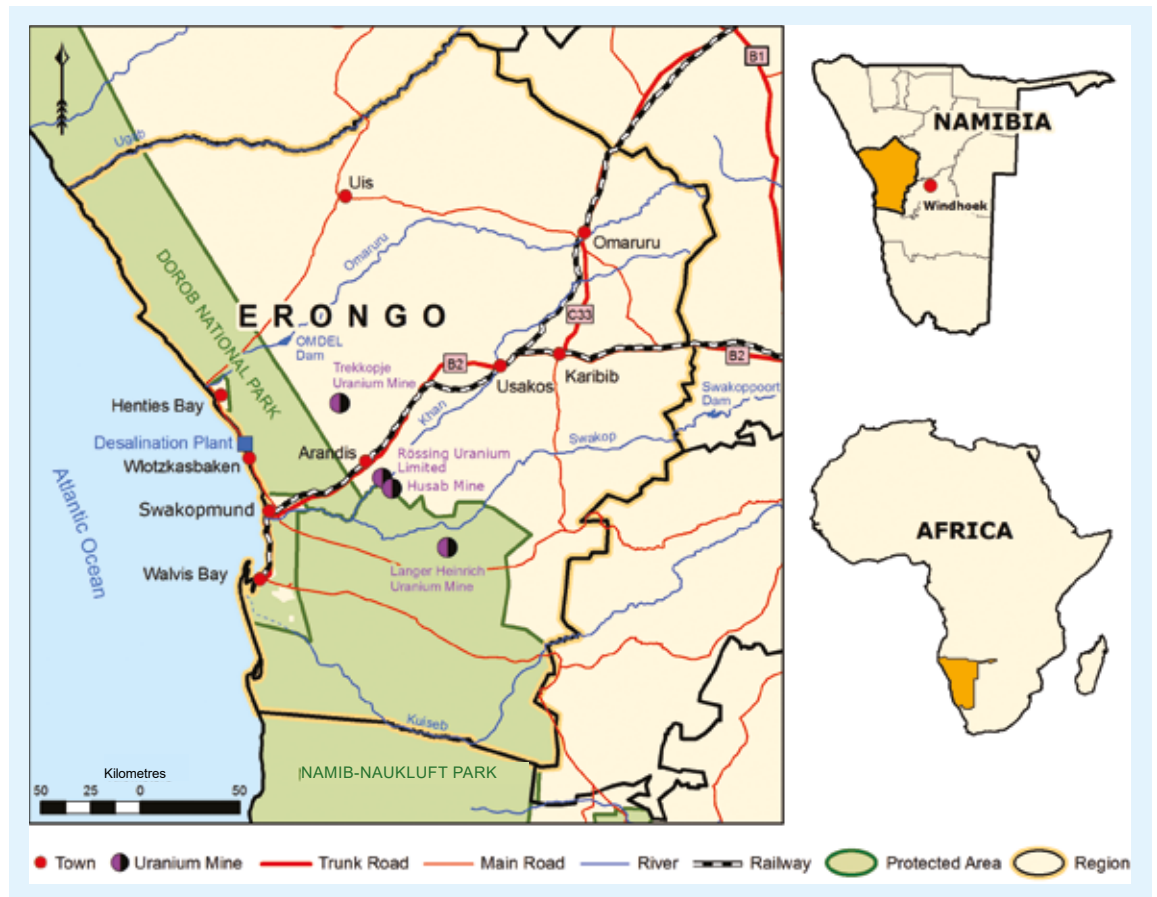 B1
NAMIBIA
Windhoek
Ugab
Uis
Omaruru
Omaruru
DOROB NATIONAL PARK
ERONGO
C33
OMDEL
Dam
B2
B2
Trekkopje
Uranium Mine
Usakos
Karibib
Swakoppoort
Dam
Henties Bay
Khan
Desalination Plant
Swakop
Wlotzkasbaken
Arandis
Rössing Uranium
Limited
Husab Mine
Atlantic Ocean
Swakopmund
AFRICA
Walvis Bay
Langer Heinrich
Uranium Mine
Kuiseb
NAMIB-NAUKLUFT PARK
Kilometres
50 25 0 50
Town Uranium Mine Trunk Road Main Road River Railway Protected Area Region